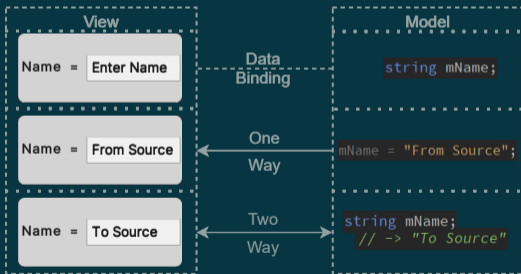 View
Model
Name = Enter Name
Data
Binding
string mName;
Name = From Source
One
Way
mName = "From Source";
Name = To Source
Two
Way
string mName;
// -> "To Source"